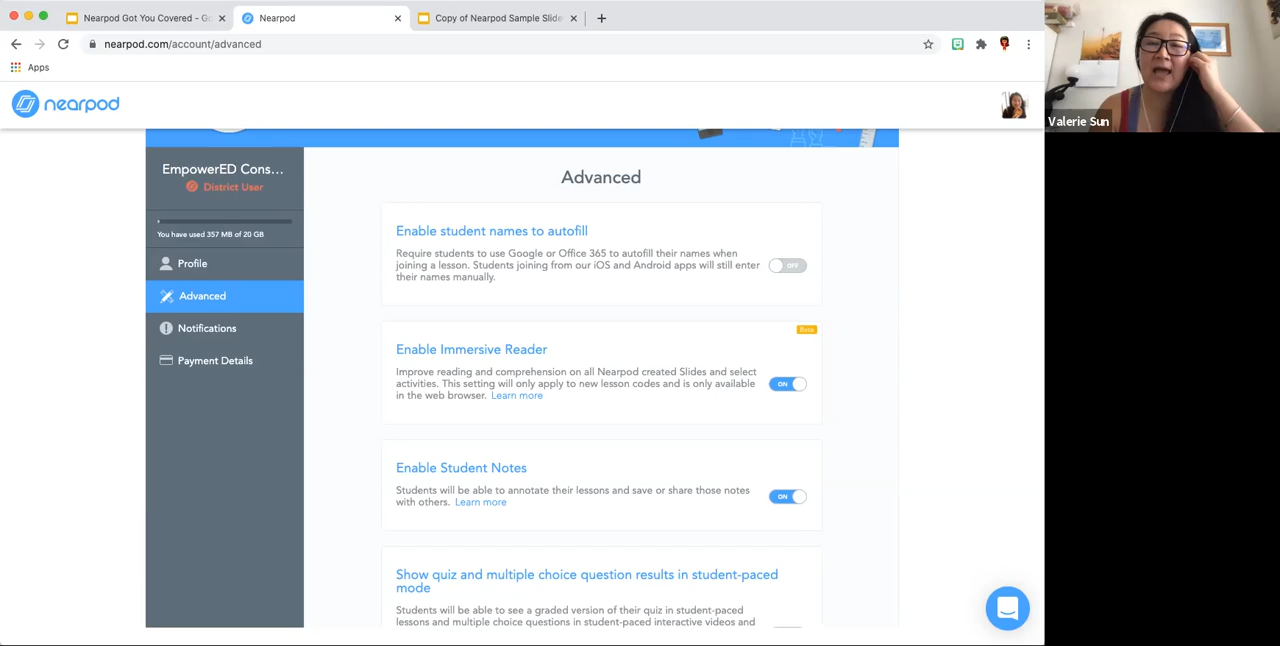 Nearpod Got You Covered - Go
Nearpod
Copy of Nearpod Sample Slide
nearpod.com/account/advanced
Apps
nearpod
Valerie Sun
EmpowerED Cons...
District User
You have used 357 MB of 20 GB
Profile
Advanced
Notifications
Payment Details
Advanced
Enable student names to autofill
Require students to use Google or Office 365 to autofill their names when
joining a lesson. Students joining from our iOS and Android apps will still enter
their names manually.
OFF
Beta
Enable Immersive Reader
Improve reading and comprehension on all Nearpod created Slides and select
activities. This setting will only apply to new lesson codes and is only available
in the web browser. Learn more
ON
Enable Student Notes
Students will be able to annotate their lessons and save or share those notes
with others. Learn more
ON
Show quiz and multiple choice question results in student-paced
mode
Students will be able to see a graded version of their quiz in student-paced
lessons and multiple choice questions in student-paced interactive videos and